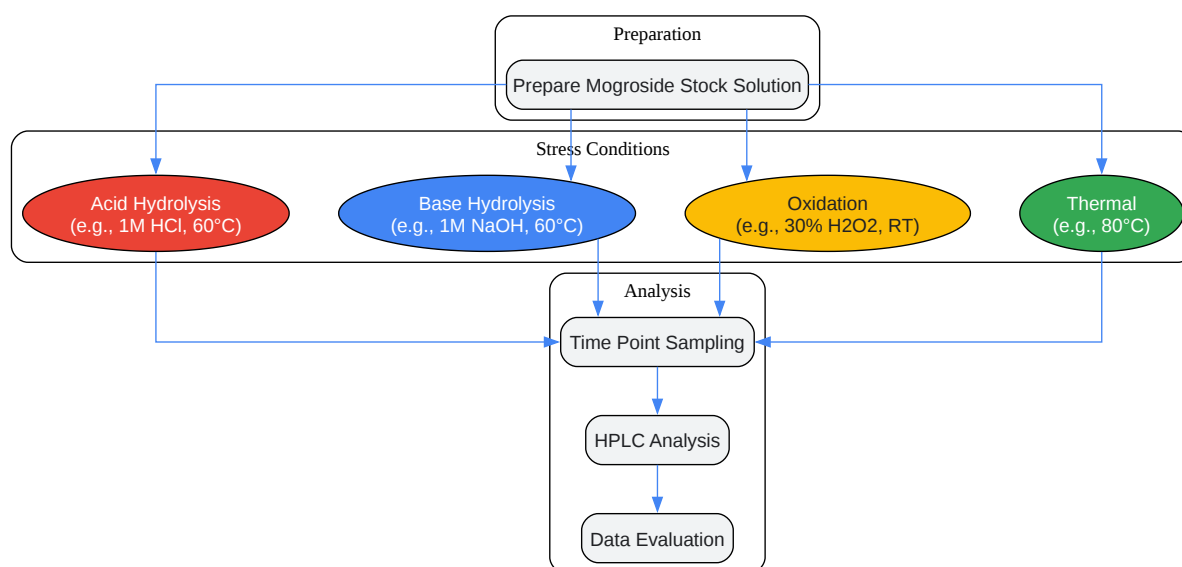 Preparation
Prepare Mogroside Stock Solution
Stress Conditions
Acid Hydrolysis
(e.g., 1M HCl, 60°C)
Base Hydrolysis
(e.g., 1M NaOH, 60°C)
Oxidation
(e.g., 30% H2O2, RT)
Thermal
(e.g., 80°C)
Analysis
Time Point Sampling
HPLC Analysis
Data Evaluation